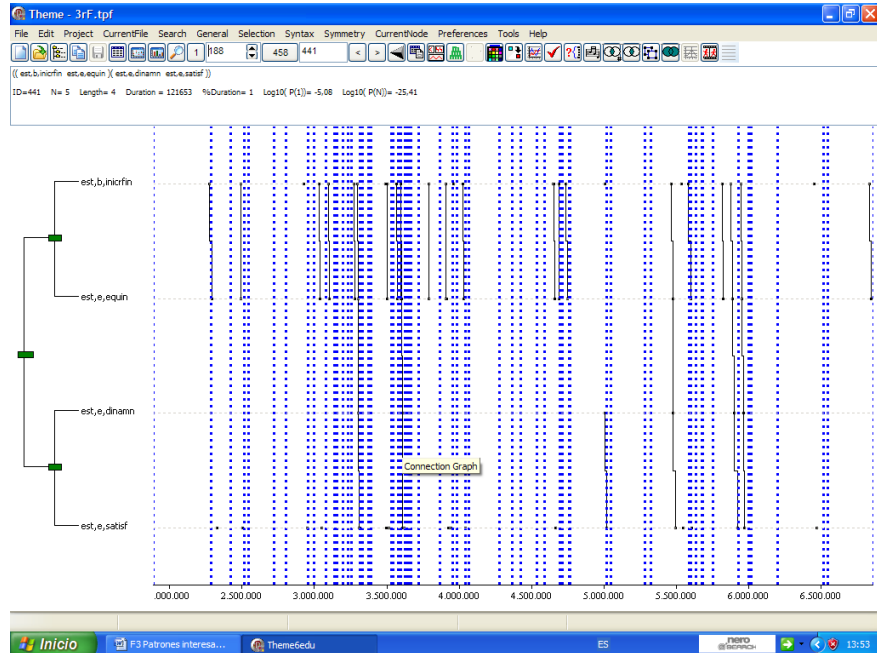 Theme - 3rF.tpf
File Edit Project CurrentFile Search General Selection Syntax Symmetry CurrentNode Preferences Tools Help
1 188 458 441 < >
(( est,b,inicrfin est,e,equin )( est,e,dinamn est,e,satisf ))
ID=441 N= 5 Length= 4 Duration = 121653 %Duration= 1 Log10( P(1))= -5,08 Log10( P(N))= -25,41
est,b,inicrfin
est,e,equin
est,e,dinamn
Connection Graph
est,e,satisf
.000.000 2.500.000 3.000.000 3.500.000 4.000.000 4.500.000 5.000.000 5.500.000 6.000.000 6.500.000
Inicio F3 Patrones interesa... Theme6edu ES nero SEARCH 13:53